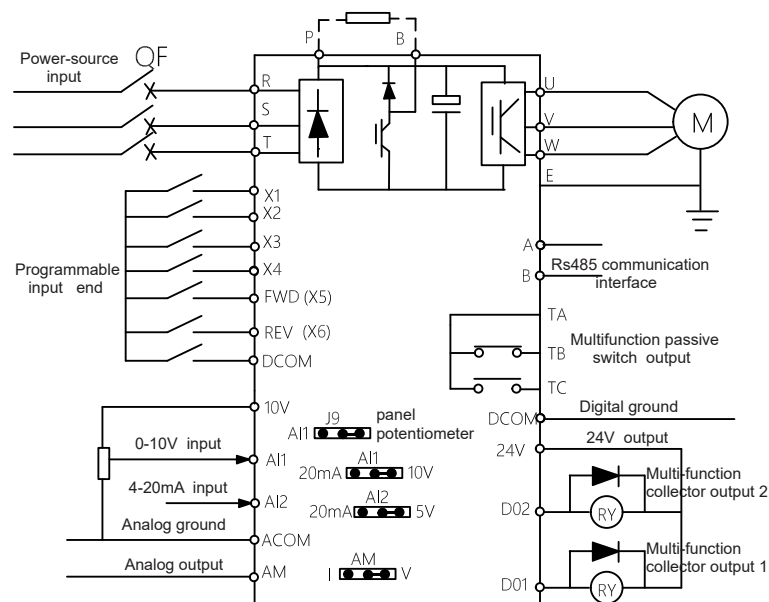 P
B
Power-source
input
QF
R
S
T
U
V
W
E
M
X1
X2
X3
X4
FWD (X5)
REV (X6)
DCOM
Programmable
input end
A
B
Rs485 communication
interface
TA
TB
TC
Multifunction passive
switch output
DCOM
Digital ground
24V
24V output
10V
0-10V input
AI1
4-20mA input
AI2
Analog ground
ACOM
Analog output
AM
J9
AI1
panel
potentiometer
AI1
20mA
10V
AI2
20mA
5V
AM
I
V
D02
RY
Multi-function
collector output 2
D01
RY
Multi-function
collector output 1